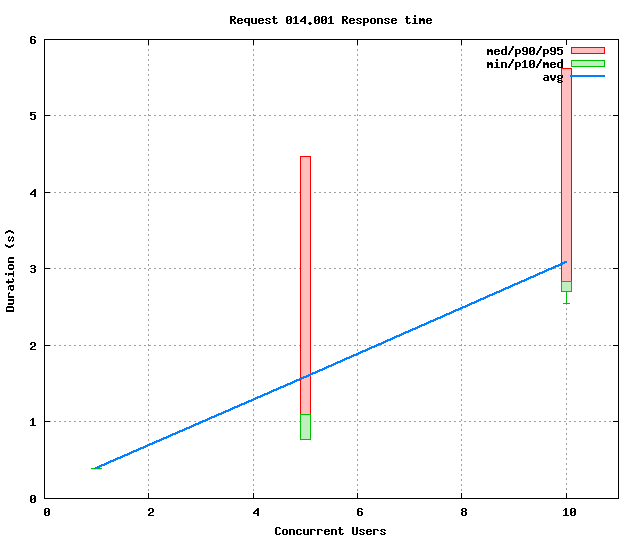 Request 014.001 Response time
med/p90/p95
min/p10/med
avg
6
5
4
3
2
1
0
Duration (s)
0 2 4 6 8 10
Concurrent Users